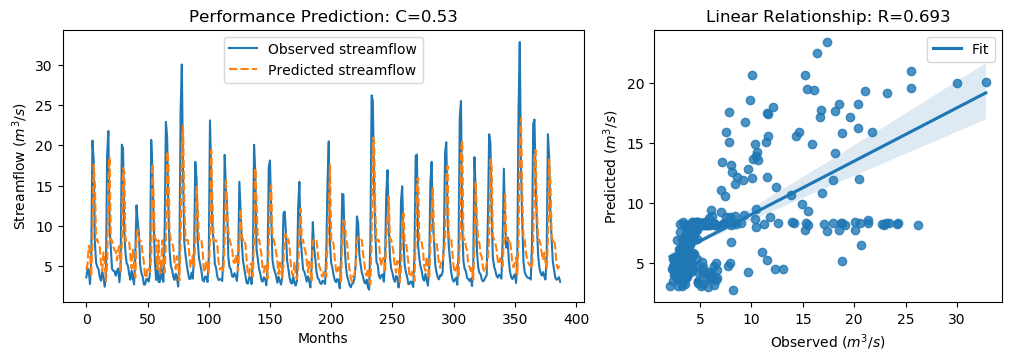 Performance Prediction: C=0.53
Streamflow (m³/s)
30
25
20
15
10
5
Observed streamflow
Predicted streamflow
0 50 100 150 200 250 300 350 400
Months
Linear Relationship: R=0.693
Predicted (m³/s)
20
15
10
5
Fit
5 10 15 20 25 30
Observed (m³/s)